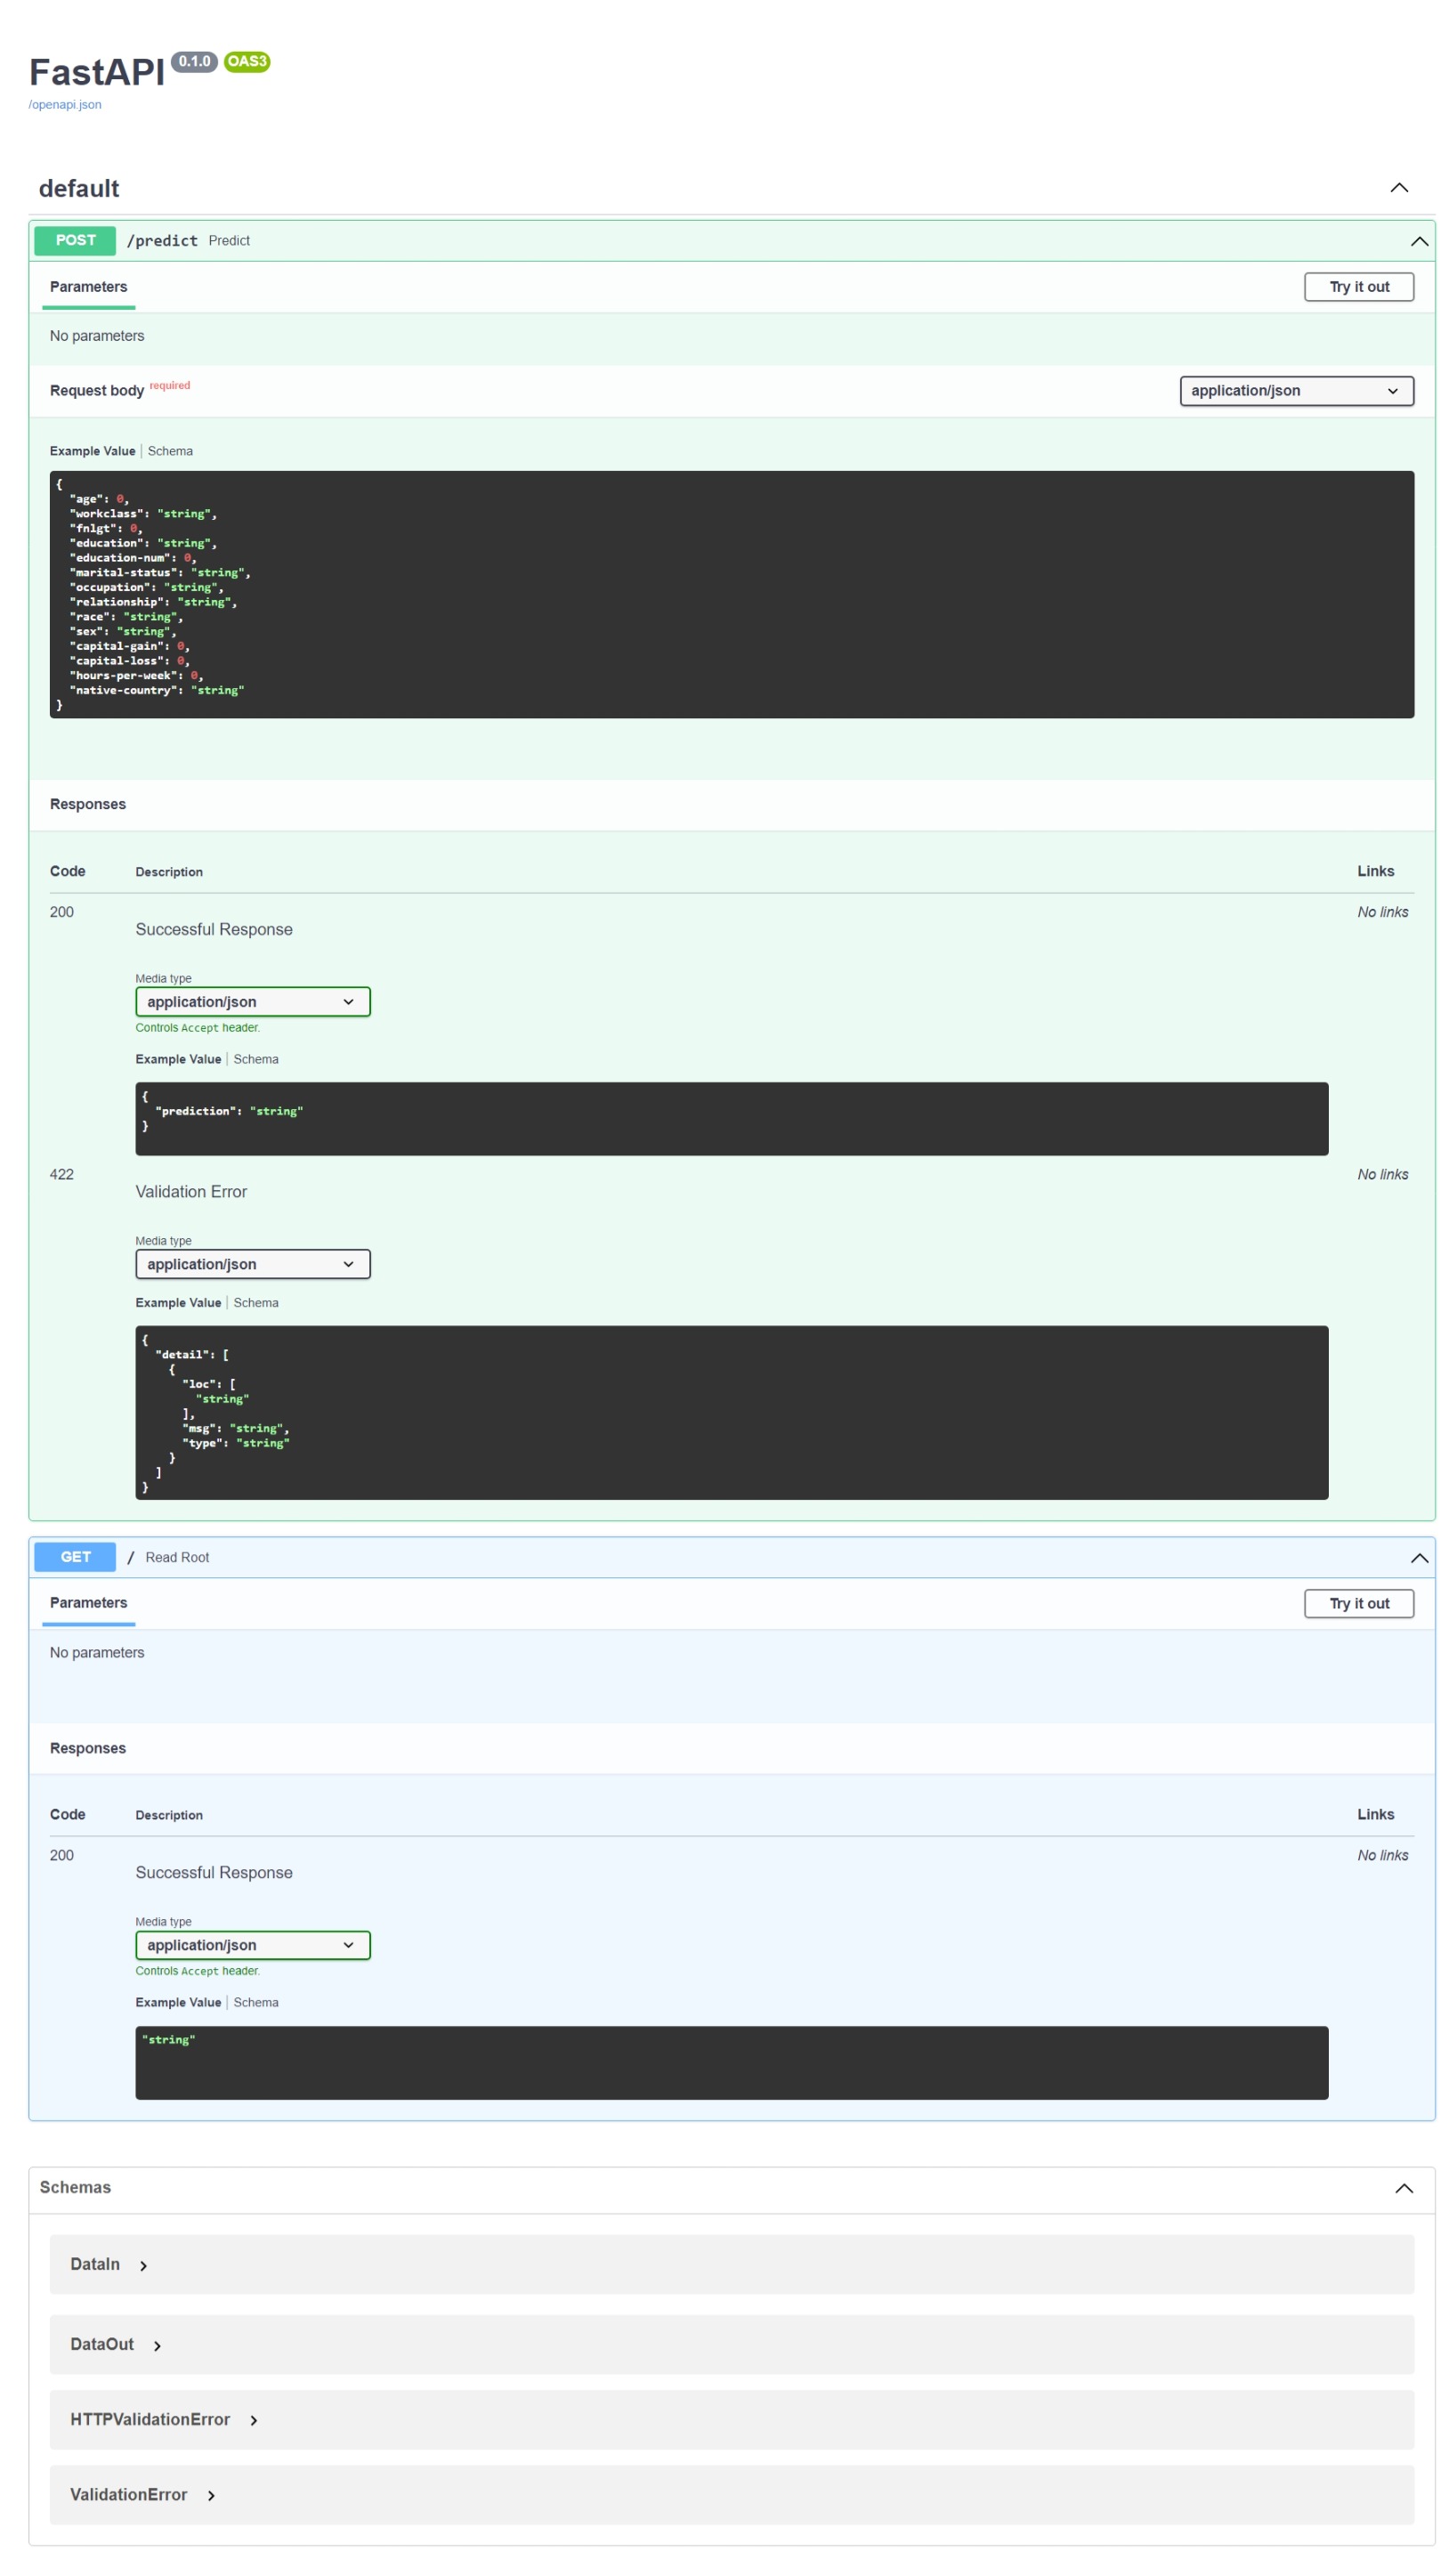 FastAPI 0.1.0 OAS3
/openapi.json
default
POST /predict Predict
Parameters Try it out
No parameters
Request body required application/json
Example Value | Schema
{
  "age": 0,
  "workclass": "string",
  "fnlgt": 0,
  "education": "string",
  "education-num": 0,
  "marital-status": "string",
  "occupation": "string",
  "relationship": "string",
  "race": "string",
  "sex": "string",
  "capital-gain": 0,
  "capital-loss": 0,
  "hours-per-week": 0,
  "native-country": "string"
}
Responses
Code Description Links
200 Successful Response No links
Media type
application/json
Controls Accept header.
Example Value | Schema
{
  "prediction": "string"
}
422 Validation Error No links
Media type
application/json
Example Value | Schema
{
  "detail": [
    {
      "loc": [
        "string"
      ],
      "msg": "string",
      "type": "string"
    }
  ]
}
GET / Read Root
Parameters Try it out
No parameters
Responses
Code Description Links
200 Successful Response No links
Media type
application/json
Controls Accept header.
Example Value | Schema
"string"
Schemas
DataIn
DataOut
HTTPValidationError
ValidationError